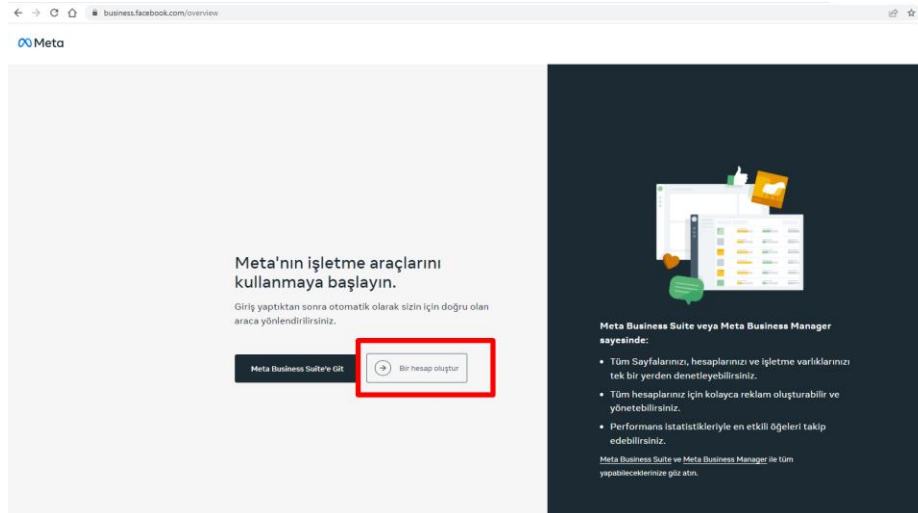 business.facebook.com/overview
Meta
Meta'nın işletme araçlarını
kullanmaya başlayın.
Giriş yaptıktan sonra otomatik olarak sizin için doğru olan
araca yönlendirilirsiniz.
Meta Business Suite'e Git
Bir hesap oluştur
Meta Business Suite veya Meta Business Manager
sayesinde:
• Tüm Sayfalarınızı, hesaplarınızı ve işletme varlıklarınızı
tek bir yerden denetleyebilirsiniz.
• Tüm hesaplarınız için kolayca reklam oluşturabilir ve
yönetebilirsiniz.
• Performans istatistikleriyle en etkili öğeleri takip
edebilirsiniz.
Meta Business Suite ve Meta Business Manager ile tüm
yapabileceklerinize göz atın.